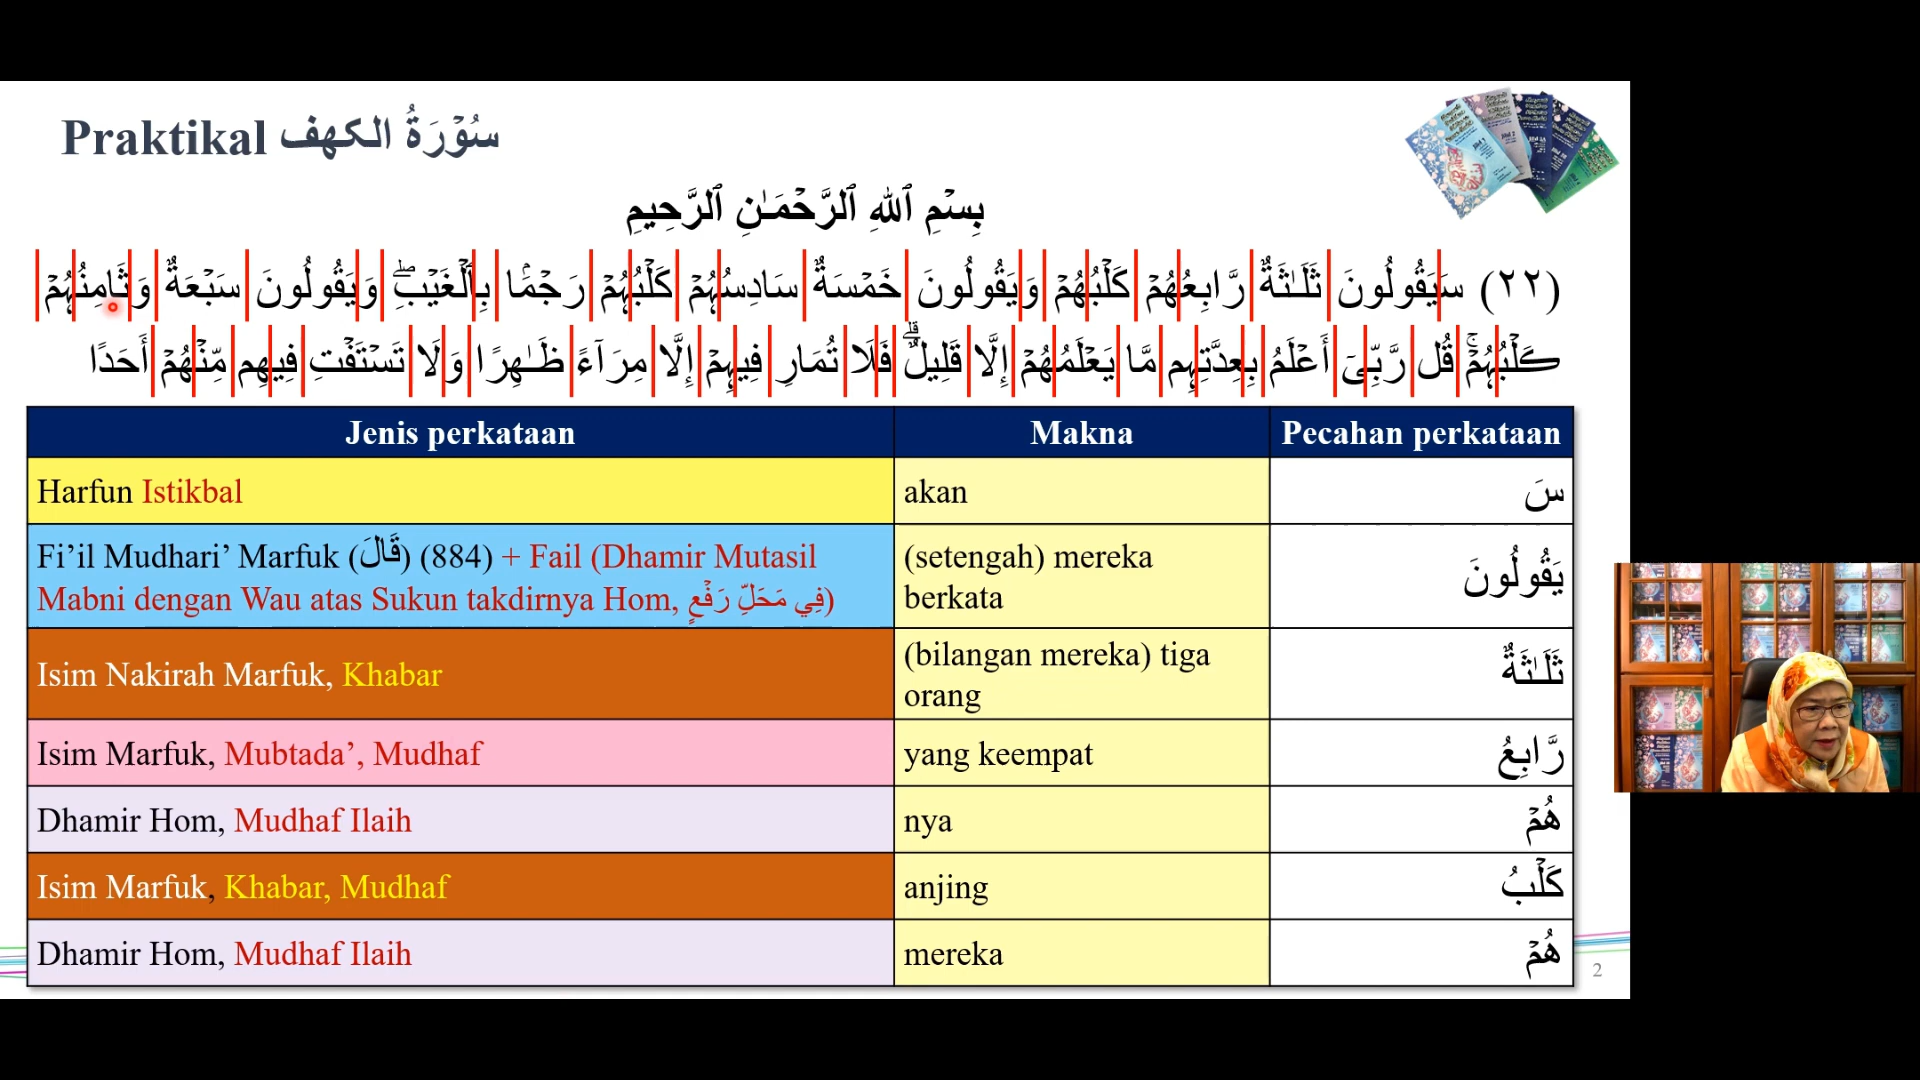 Praktikal سُوۡرَةُ الكهف
بِسۡمِ ٱللهِ ٱلرَّحۡمَـٰنِ ٱلرَّحِيمِ
(٢٢) سَيَقُولُونَ ثَلَـٰثَةٌ رَّابِعُهُمۡ كَلۡبُهُمۡ وَيَقُولُونَ خَمۡسَةٌ سَادِسُہُمۡ كَلۡبُہُمۡ رَجۡمَۢا بِٱلۡغَيۡبِۖ وَيَقُولُونَ سَبۡعَةٌ وَثَامِنُہُمۡ
ڪَلۡبُہُمۡۚ قُل رَّبِّىٓ أَعۡلَمُ بِعِدَّتِہِم مَّا يَعۡلَمُهُمۡ إِلَّا قَلِيلٌۗ فَلَا تُمَارِ فِيہِمۡ إِلَّا مِرَآءً ظَـٰهِرًا وَلَا تَسۡتَفۡتِ فِيهِم مِّنۡهُمۡ أَحَدًا
Jenis perkataan Makna Pecahan perkataan
Harfun Istikbal akan سَ
Fi’il Mudhari’ Marfuk (قَالَ) (884) + Fail (Dhamir Mutasil
Mabni dengan Wau atas Sukun takdirnya Hom, فِي مَحَلِّ رَفۡعٍ)
(setengah) mereka
berkata
يَقُولُونَ
Isim Nakirah Marfuk, Khabar
(bilangan mereka) tiga
orang
ثَلَـٰثَةٌ
Isim Marfuk, Mubtada’, Mudhaf yang keempat رَّابِعُ
Dhamir Hom, Mudhaf Ilaih nya هُمۡ
Isim Marfuk, Khabar, Mudhaf anjing كَلۡبُ
Dhamir Hom, Mudhaf Ilaih mereka هُمۡ
2